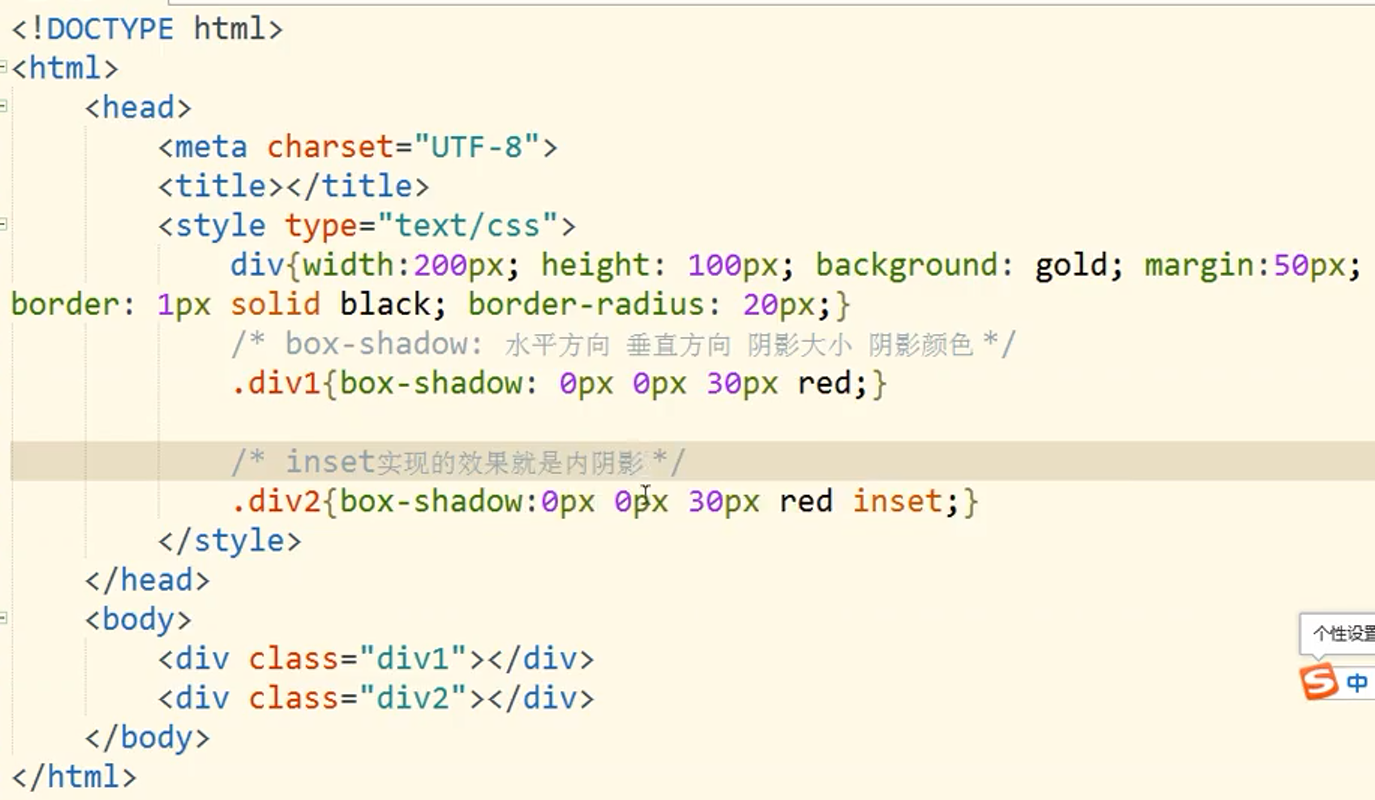 <!DOCTYPE html>
<html>
<head>
<meta charset="UTF-8">
<title></title>
<style type="text/css">
div{width:200px; height: 100px; background: gold; margin:50px;
border: 1px solid black; border-radius: 20px;}
/* box-shadow: 水平方向 垂直方向 阴影大小 阴影颜色 */
.div1{box-shadow: 0px 0px 30px red;}
/* inset实现的效果就是内阴影 */
.div2{box-shadow:0px 0px 30px red inset;}
</style>
</head>
<body>
个性设置
<div class="div1"></div>
<div class="div2"></div>
S 中
</body>
</html>